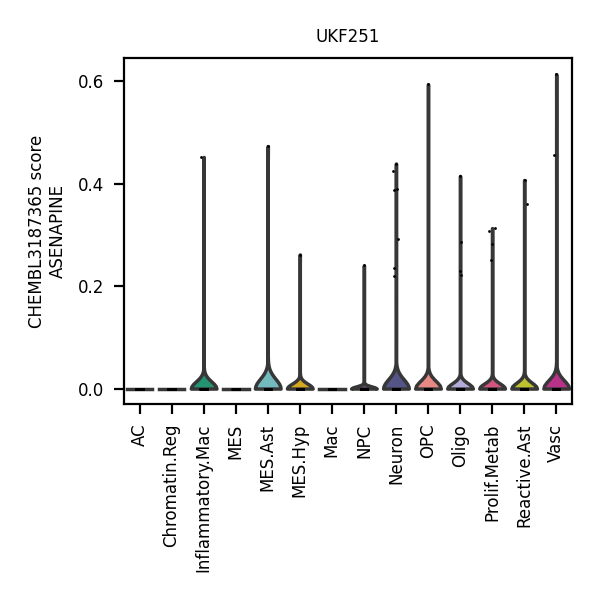 UKF251
CHEMBL3187365 score
ASENAPINE
0.6
0.4
0.2
0.0
AC
Chromatin.Reg
Inflammatory.Mac
MES
MES.Ast
MES.Hyp
Mac
NPC
Neuron
OPC
Oligo
Prolif.Metab
Reactive.Ast
Vasc